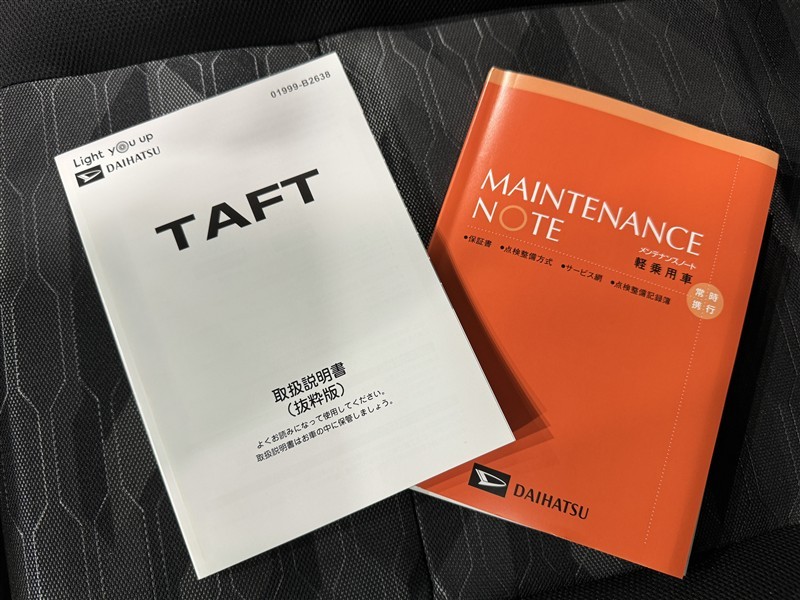 01999-B2638
Light you up
DAIHATSU
TAFT
取扱説明書
(抜粋版)
よくお読みになって使用してください。
取扱説明書はお車の中に保管しましょう。
MAINTENANCE
NOTE
メンテナンスノート
軽乗用車
●保証書 ●点検整備方式 ●サービス網 ●点検整備記録簿
常時
携行
DAIHATSU